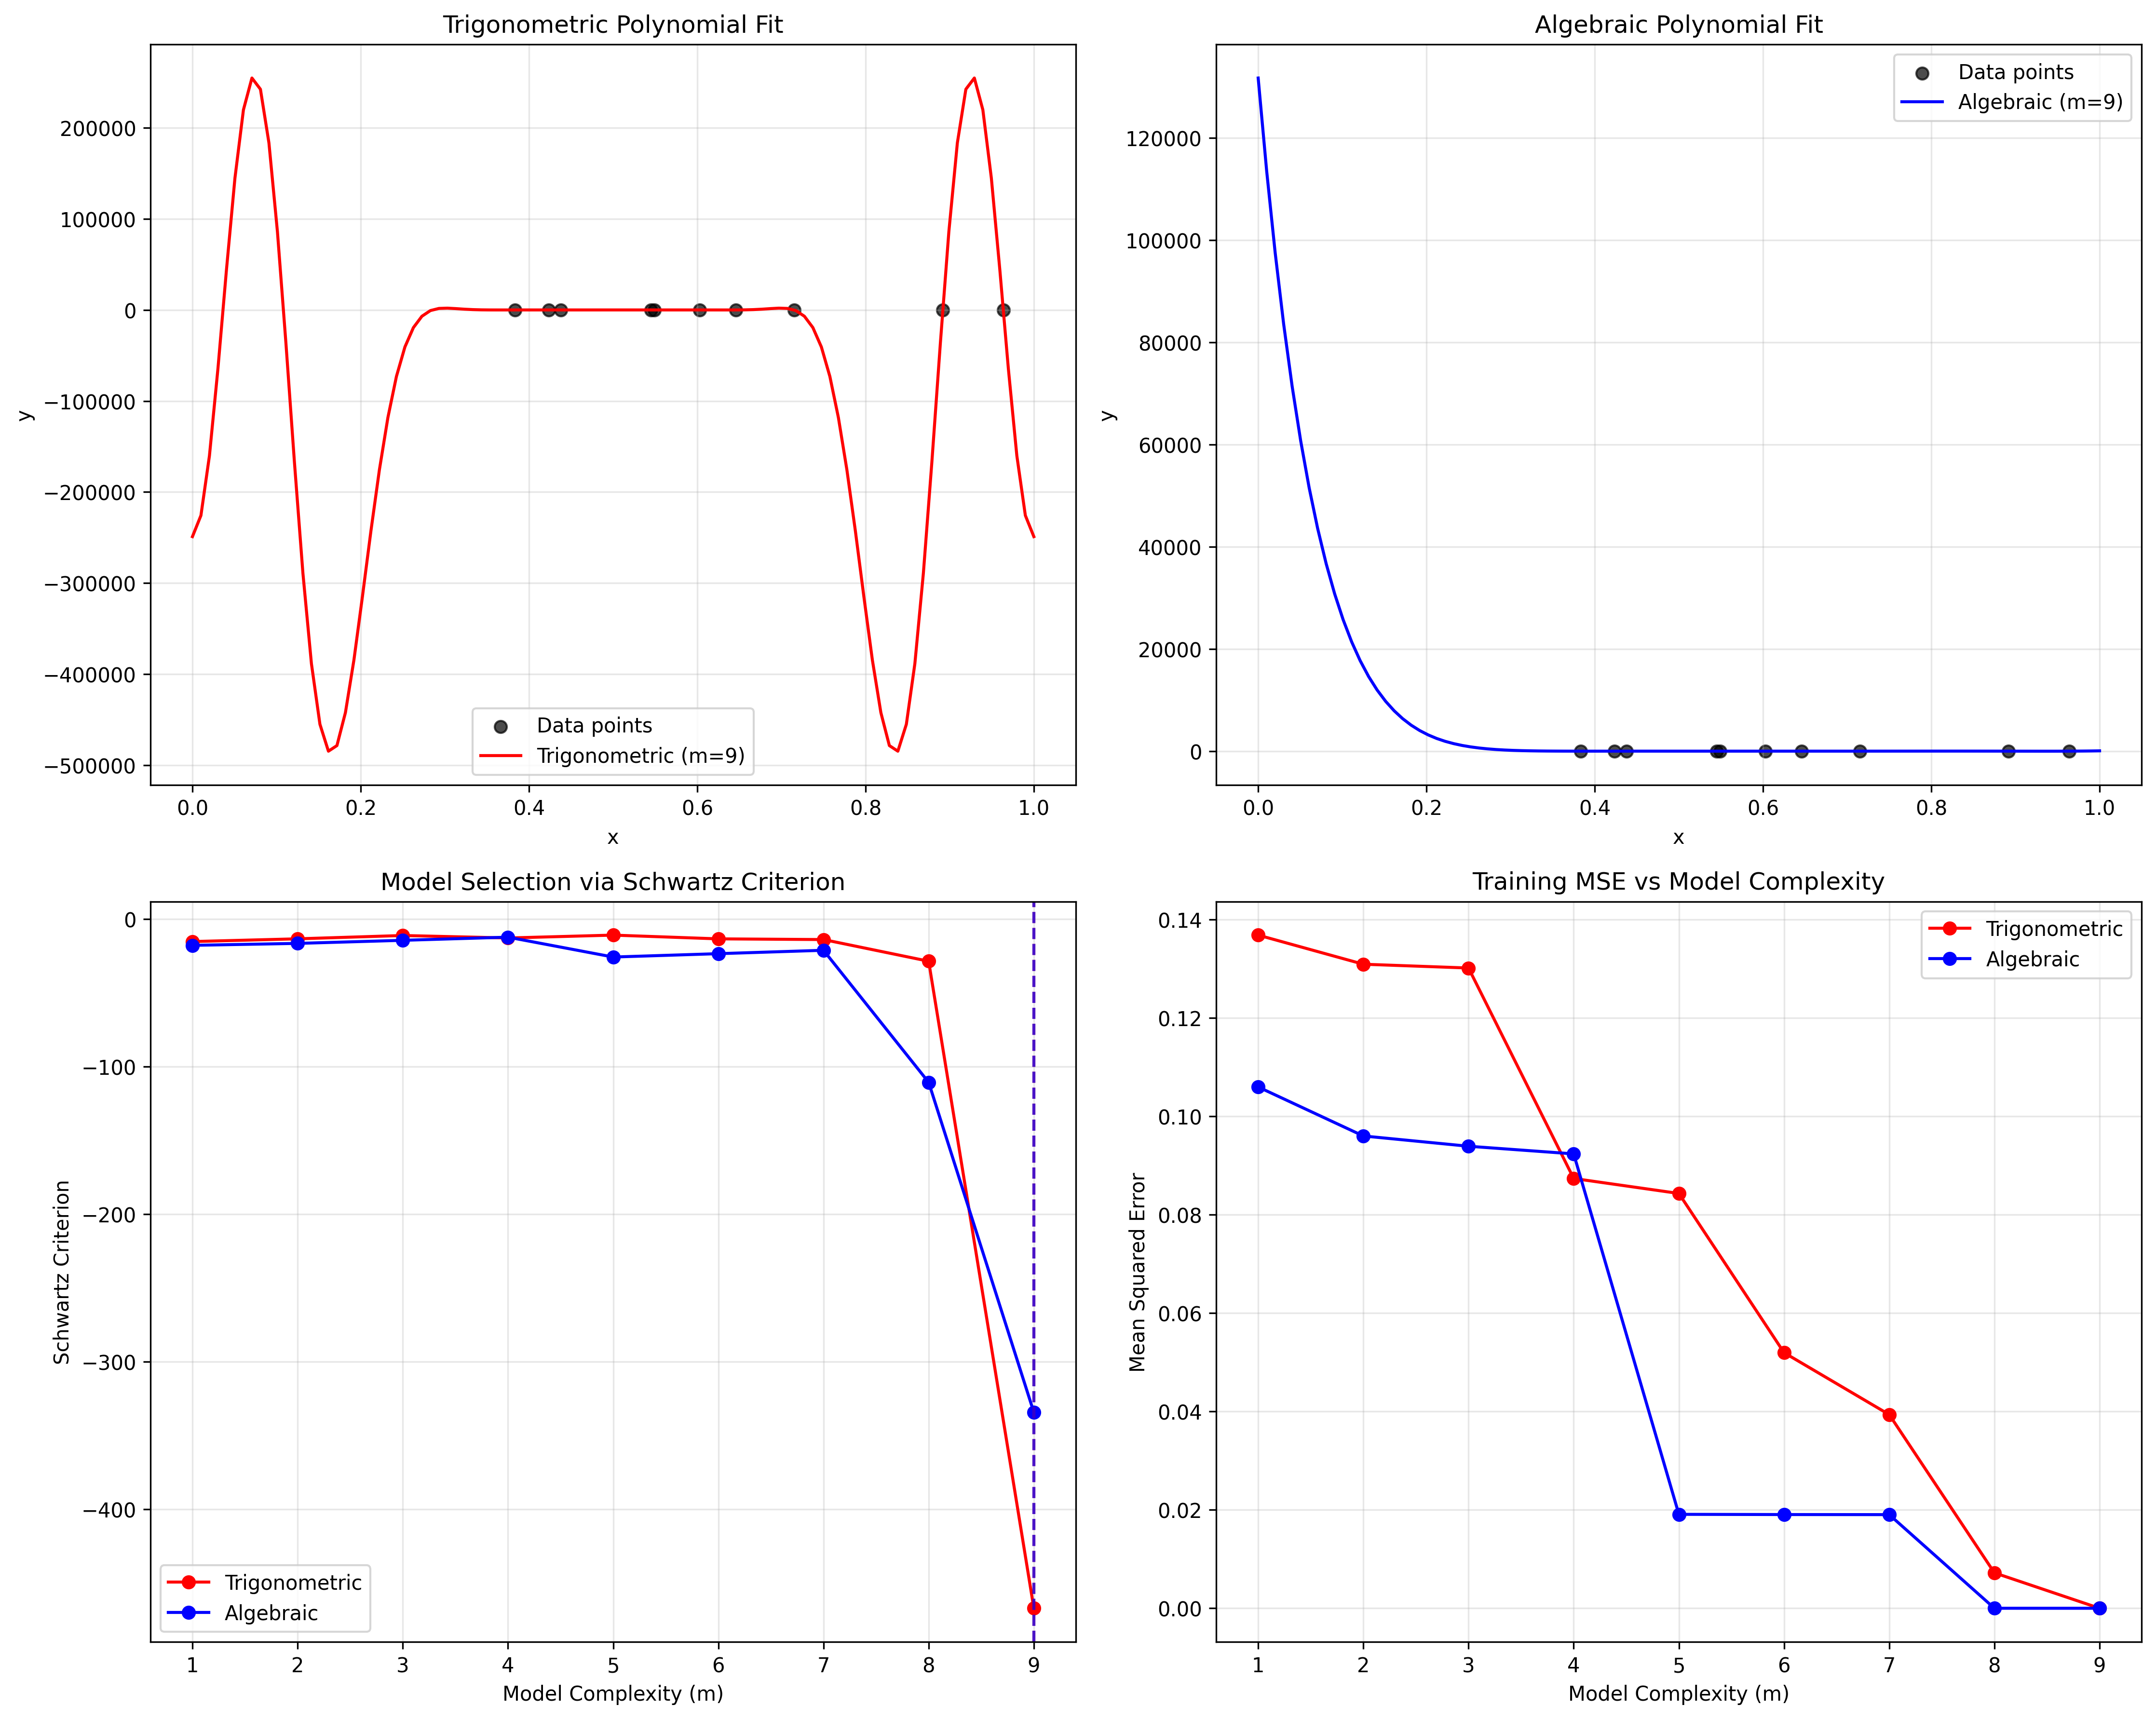 Trigonometric Polynomial Fit
200000
100000
0
−100000
−200000
−300000
−400000
−500000
y
Data points
Trigonometric (m=9)
0.0
0.2
0.4
0.6
0.8
1.0
x
Algebraic Polynomial Fit
Data points
Algebraic (m=9)
120000
100000
80000
60000
40000
20000
0
y
0.0
0.2
0.4
0.6
0.8
1.0
x
Model Selection via Schwartz Criterion
0
−100
−200
−300
−400
Schwartz Criterion
Trigonometric
Algebraic
1
2
3
4
5
6
7
8
9
Model Complexity (m)
Training MSE vs Model Complexity
Trigonometric
Algebraic
0.14
0.12
0.10
0.08
0.06
0.04
0.02
0.00
Mean Squared Error
1
2
3
4
5
6
7
8
9
Model Complexity (m)